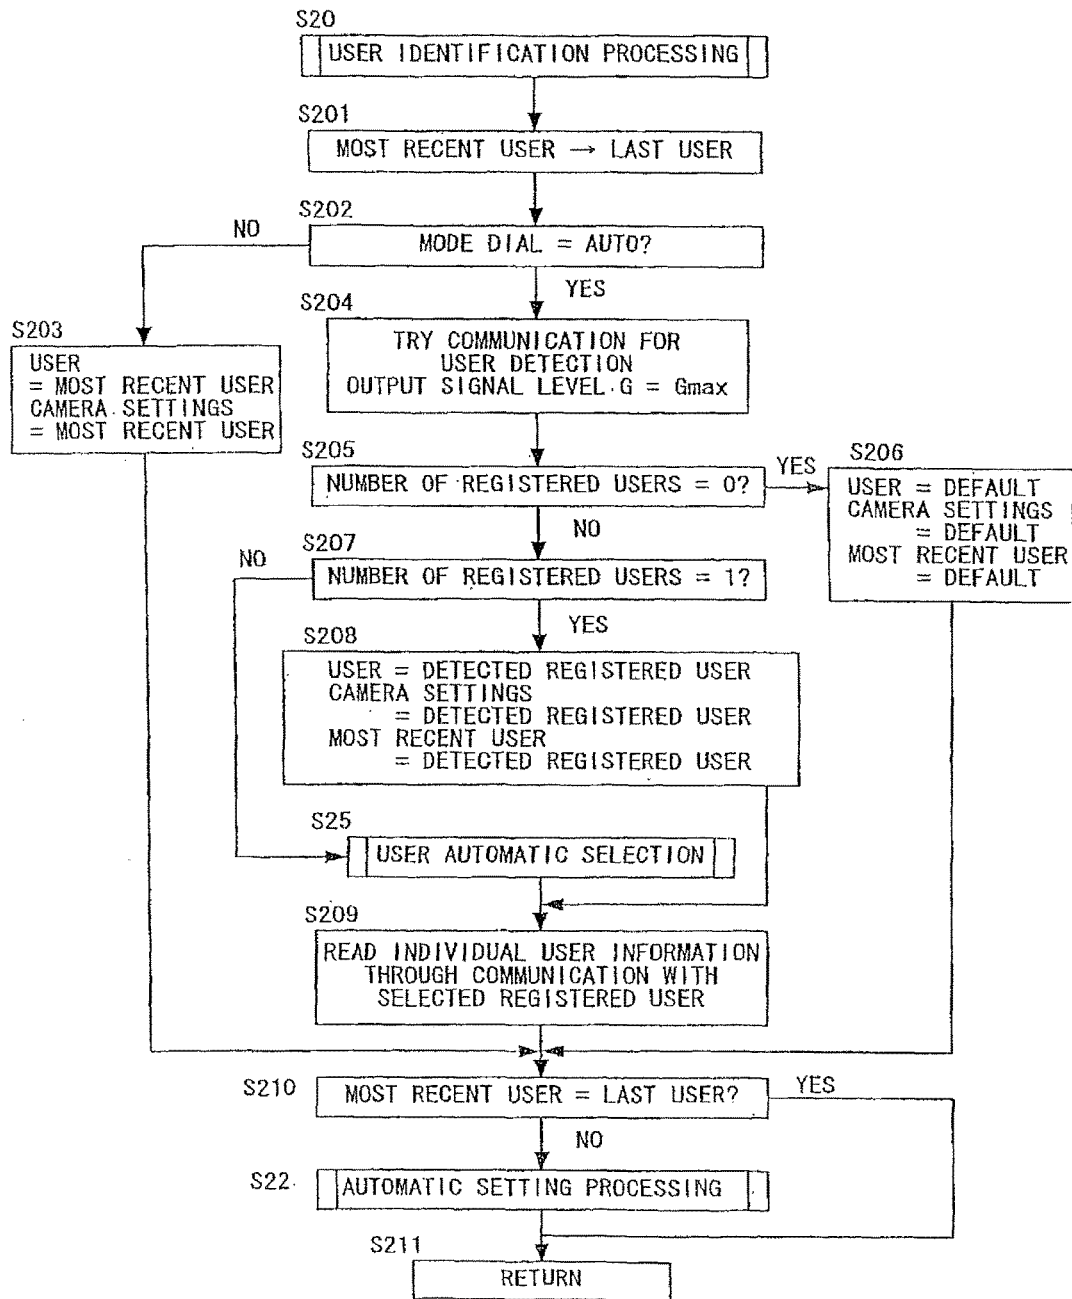 S20
USER IDENTIFICATION PROCESSING
S201
MOST RECENT USER → LAST USER
S202
NO
MODE DIAL = AUTO?
YES
S204
S203
TRY COMMUNICATION FOR
USER DETECTION
OUTPUT SIGNAL LEVEL G = Gmax
USER
= MOST RECENT USER
CAMERA SETTINGS
= MOST RECENT USER
S205
NUMBER OF REGISTERED USERS = 0?
YES
S206
USER = DEFAULT
CAMERA SETTINGS
= DEFAULT
MOST RECENT USER
= DEFAULT
NO
S207
NO
NUMBER OF REGISTERED USERS = 1?
YES
S208
USER = DETECTED REGISTERED USER
CAMERA SETTINGS
= DETECTED REGISTERED USER
MOST RECENT USER
= DETECTED REGISTERED USER
S25
USER AUTOMATIC SELECTION
S209
READ INDIVIDUAL USER INFORMATION
THROUGH COMMUNICATION WITH
SELECTED REGISTERED USER
S210
MOST RECENT USER = LAST USER?
YES
NO
S22
AUTOMATIC SETTING PROCESSING
S211
RETURN